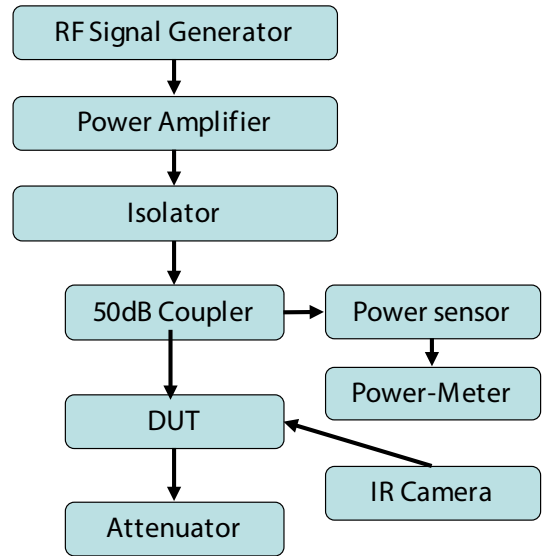 RF Signal Generator
Power Amplifier
Isolator
50dB Coupler
Power sensor
Power-Meter
DUT
IR Camera
Attenuator